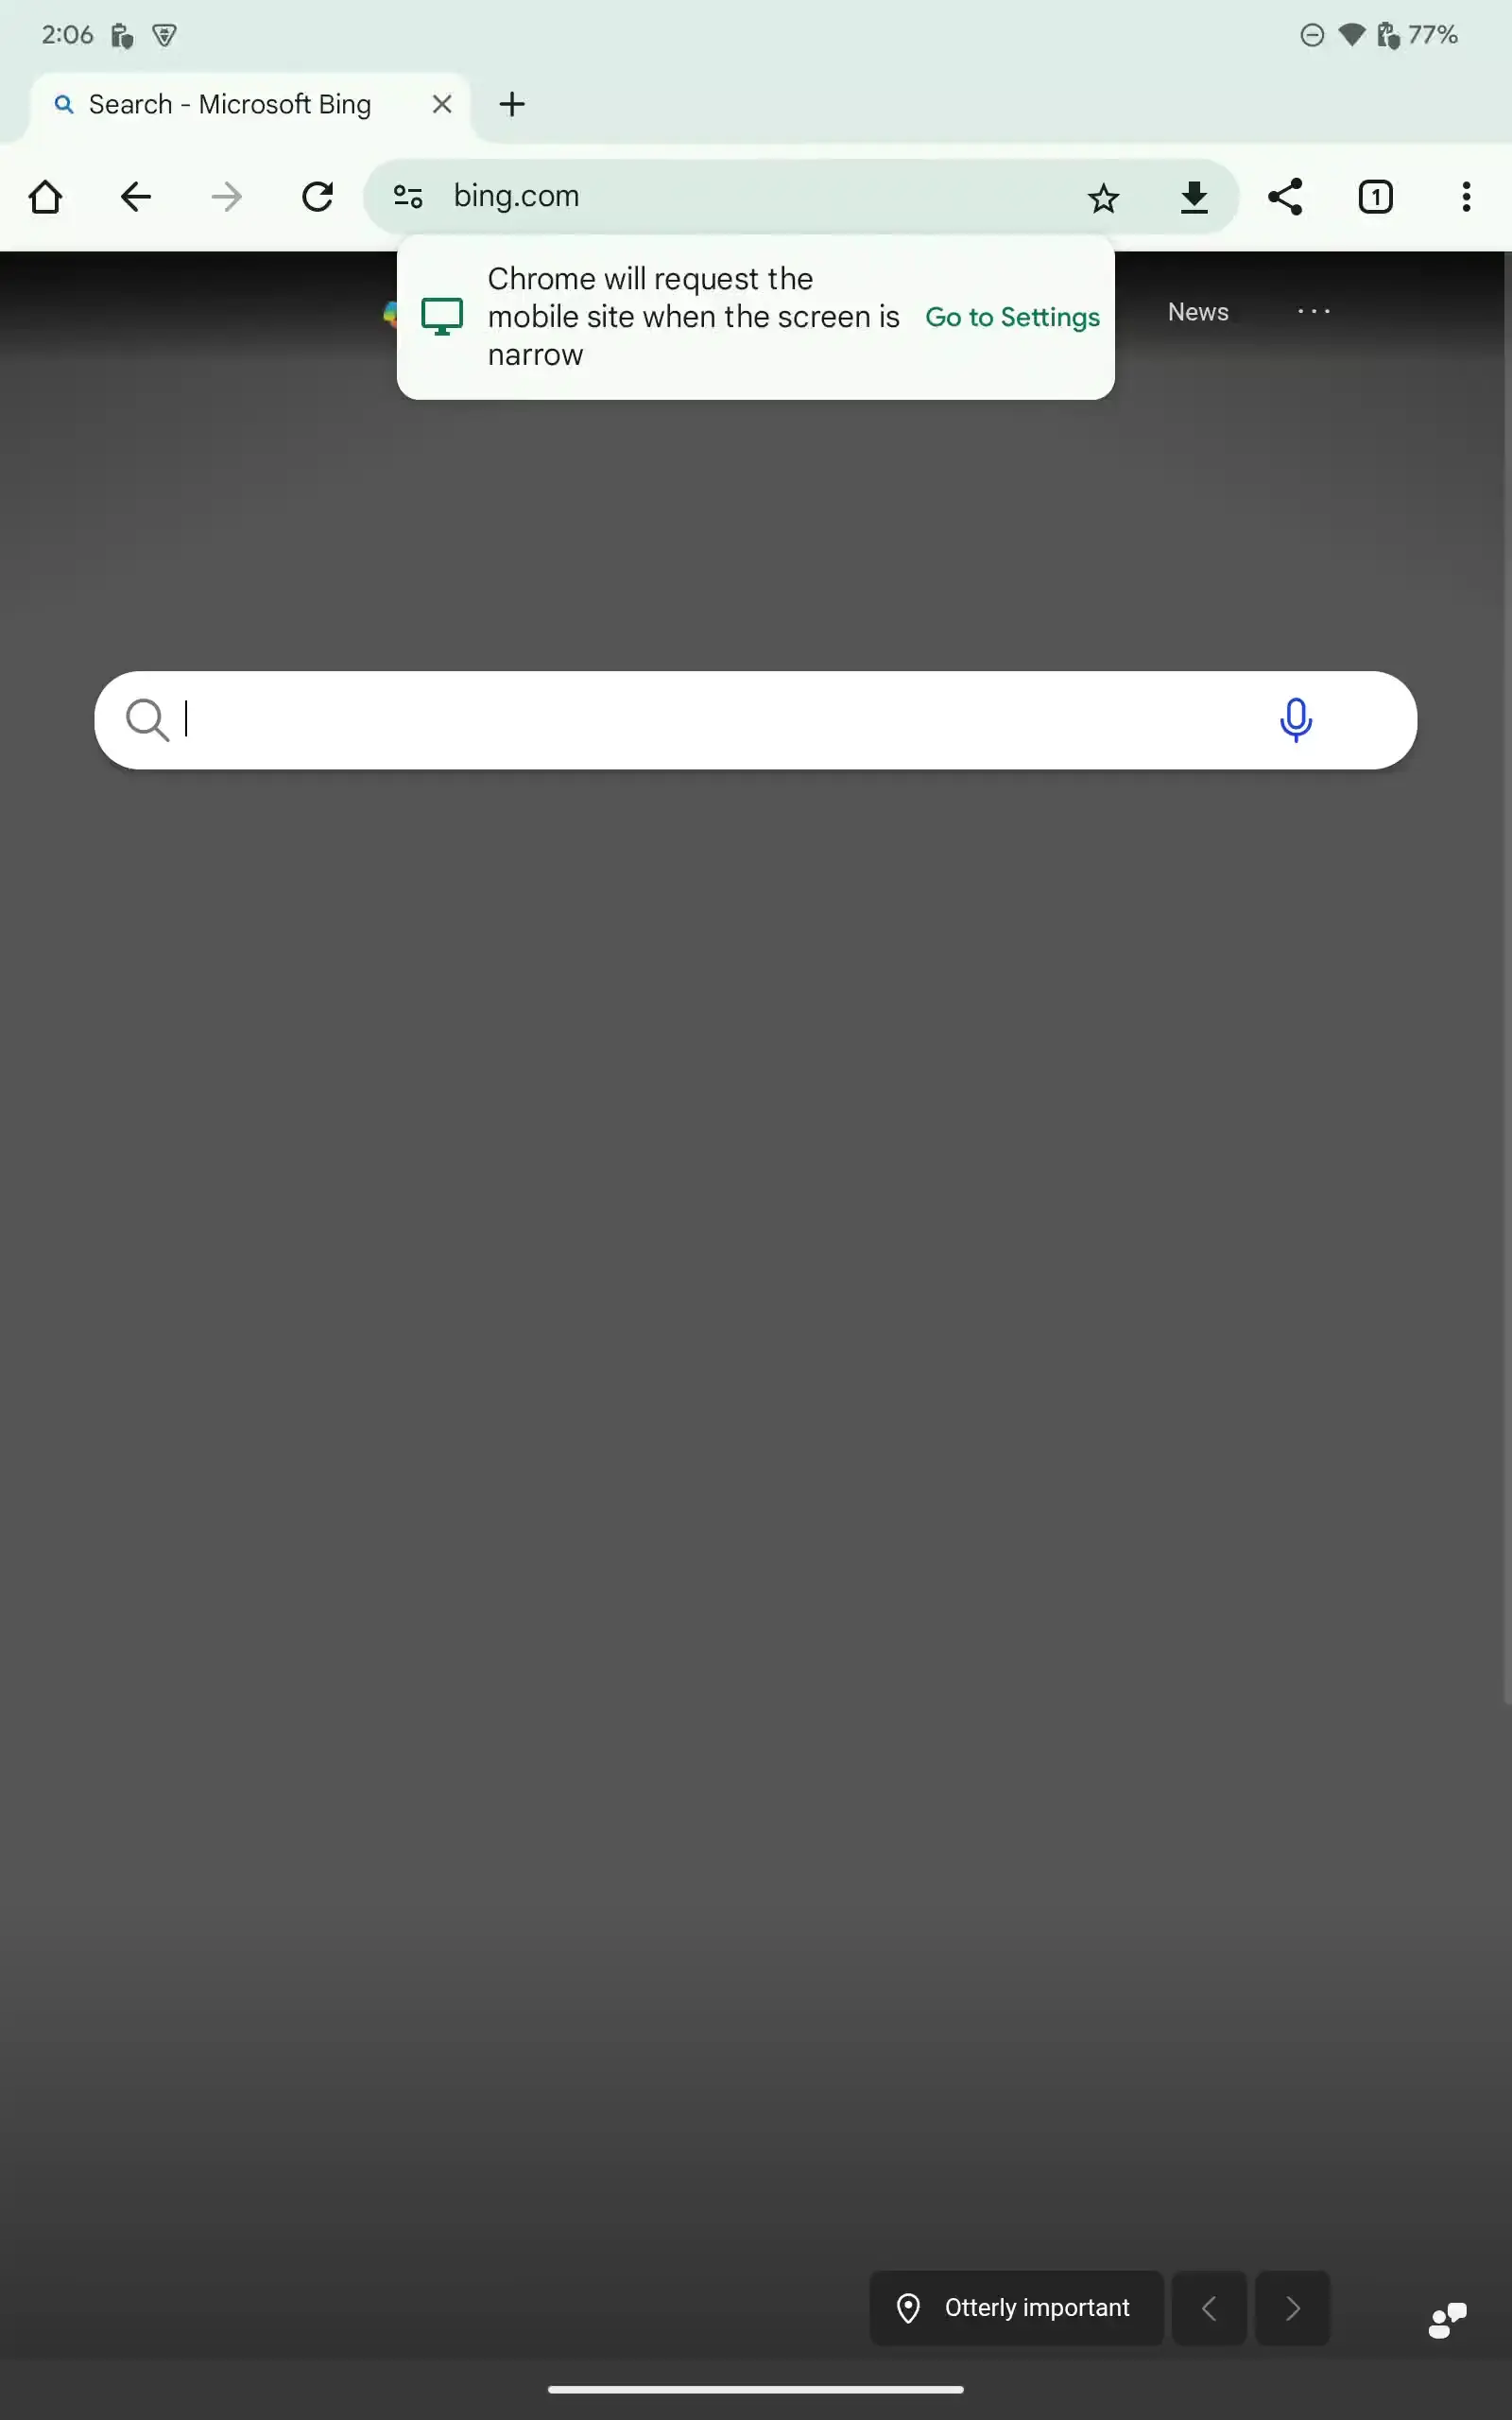 2:06
77%
Search - Microsoft Bing
bing.com
1
Chrome will request the
mobile site when the screen is
narrow
Go to Settings
News
Otterly important